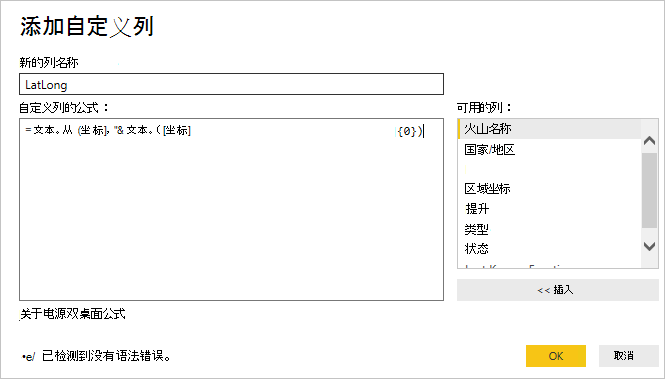 添加自定义列
新的列名称
LatLong
自定义列的公式：
= 文本。从 (坐标], "& 文本。( [坐标] {0})
可用的列：
火山名称
国家/地区
区域坐标
提升
类型
状态
<< 插入
关于电源双桌面公式
•e/ 已检测到没有语法错误。
OK
取消